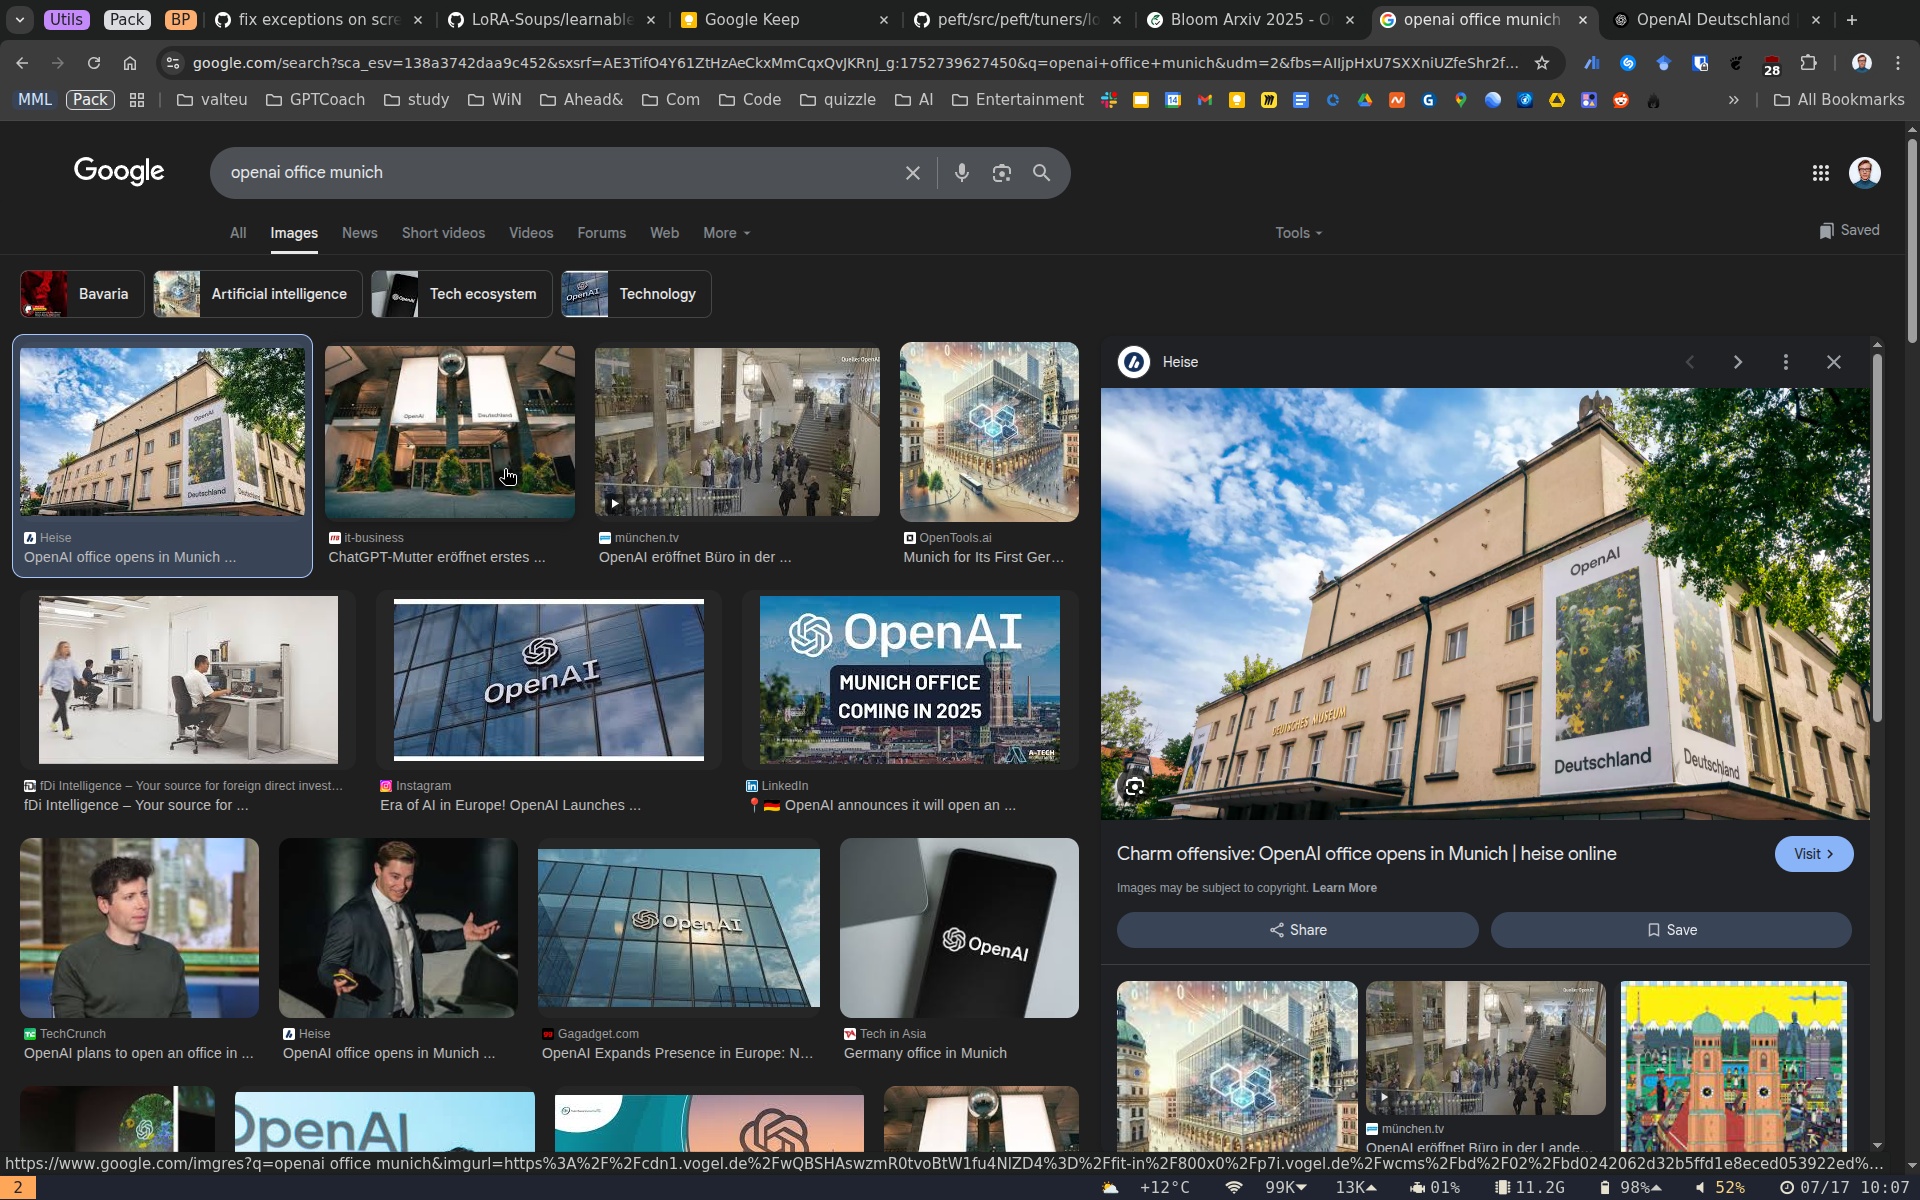 Utils
Pack
BP
fix exceptions on scre
LoRA-Soups/learnable
Google Keep
peft/src/peft/tuners/lo
Bloom Arxiv 2025 - O
openai office munich
OpenAI Deutschland
google.com/search?sca_esv=138a3742daa9c452&sxsrf=AE3TifO4Y61ZtHzAeCkxMmCqxQvJKRnJ_g:1752739627450&q=openai+office+munich&udm=2&fbs=AIIjpHxU7SXXniUZfeShr2f...
28
MML
Pack
valteu
GPTCoach
study
WiN
Ahead&
Com
Code
quizzle
AI
Entertainment
All Bookmarks
Google
openai office munich
All
Images
News
Short videos
Videos
Forums
Web
More
Tools
Saved
Bavaria
Artificial intelligence
Tech ecosystem
Technology
OpenAI
Deutschland
Heise
OpenAI office opens in Munich ...
OpenAI
Deutschland
it-business
ChatGPT-Mutter eröffnet erstes ...
Quelle: OpenAI
münchen.tv
OpenAI eröffnet Büro in der ...
OpenTools.ai
Munich for Its First Ger...
Heise
OpenAI
DEUTSCHES MUSEUM
Deutschland
Deutschland
fDi Intelligence – Your source for foreign direct invest...
fDi Intelligence – Your source for ...
OpenAI
Instagram
Era of AI in Europe! OpenAI Launches ...
OpenAI
MUNICH OFFICE
COMING IN 2025
A-TECH
LinkedIn
📍🇩🇪 OpenAI announces it will open an ...
Charm offensive: OpenAI office opens in Munich | heise online
Visit
Images may be subject to copyright. Learn More
Share
Save
TechCrunch
OpenAI plans to open an office in ...
Heise
OpenAI office opens in Munich ...
OpenAI
Gagadget.com
OpenAI Expands Presence in Europe: N...
OpenAI
Tech in Asia
Germany office in Munich
OpenAI
münchen.tv
OpenAI eröffnet Büro in der Lande...
https://www.google.com/imgres?q=openai office munich&imgurl=https%3A%2F%2Fcdn1.vogel.de%2FwQBSHAswzmR0tvoBtW1fu4NlZD4%3D%2Ffit-in%2F800x0%2Fp7i.vogel.de%2Fwcms%2Fbd%2F02%2Fbd0242062d32b5ffd1e8eced053922ed%...
2
+12°C
99K
13K
01%
11.2G
98%
52%
07/17 10:07